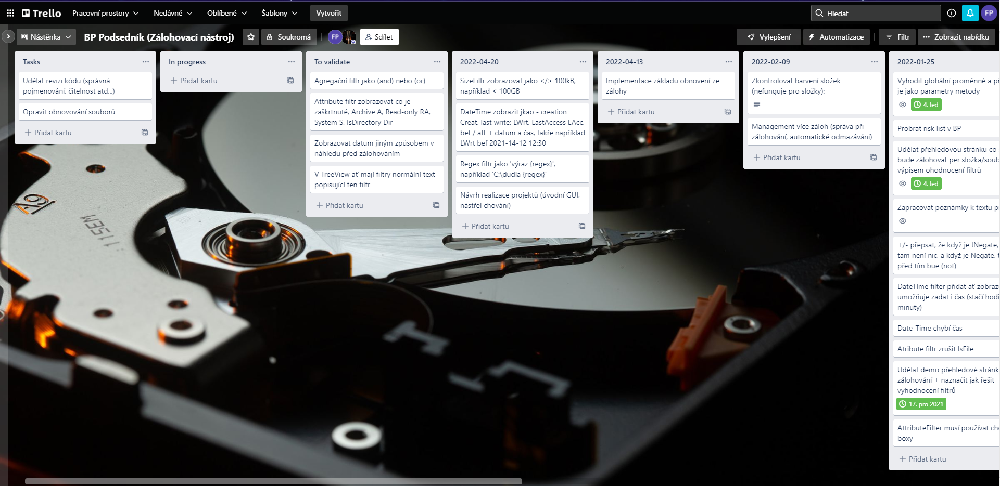 Trello
Pracovní prostory
Nedávné
Oblíbené
Šablony
Vytvořit
Hledat
FP
Nástěnka
BP Podsedník (Zálohovací nástroj)
Soukromá
FP
Sdílet
Vylepšení
Automatizace
Filtr
Zobrazit nabídku
Tasks
Udělat revizi kódu (správná
pojmenování, čitelnost atd...)
Opravit obnovování souborů
Přidat kartu
In progress
Přidat kartu
To validate
Agregační filtr jako (and) nebo (or)
Attribute filtr zobrazovat co je
zaškrtnuté, Archive A, Read-only RA,
System S, IsDirectory Dir
Zobrazovat datum jiným způsobem v
náhledu před zálohováním
V TreeView ať mají filtry normální text
popisující ten filtr
Přidat kartu
2022-04-20
SizeFiltr zobrazovat jako </> 100kB,
například < 100GB
DateTime zobrazit jkao - creation
Creat, last write: LWrt, LastAccess LAcc,
bef / aft + datum a čas, takře například
LWrt bef 2021-14-12 12:30
Regex filtr jako 'výraz {regex}',
například 'C:\dudla {regex}'
Návrh realizace projektů (úvodní GUI,
nástřel chování)
Přidat kartu
2022-04-13
Implementace základu obnovení ze
zálohy
Přidat kartu
2022-02-09
Zkontrolovat barvení složek
(nefunguje pro složky):
Management více záloh (správa při
zálohování, automatické odmazávání)
Přidat kartu
2022-01-25
Vyhodit globální proměnné a
je jako parametry metody
4. led
Probrat risk list v BP
Udělat přehledovou stránku co
bude zálohovat per složka/soub
výpisem ohodnocení filtrů
4. led
Zapracovat poznámky k textu
+/- přepsat, že když je !Negate,
tam není nic, a když je Negate,
před tím bue (not)
DateTIme filter přidat ať zobraz
umožňuje zadat i čas (stačí hodi
minuty)
Date-Time chybí čas
Atribute filtr zrušit IsFile
Udělat demo přehledové stránk
zálohování + naznačit jak řešit
vyhodnocení filtrů
17. pro 2021
AttributeFilter musí používat che
boxy
Přidat kartu